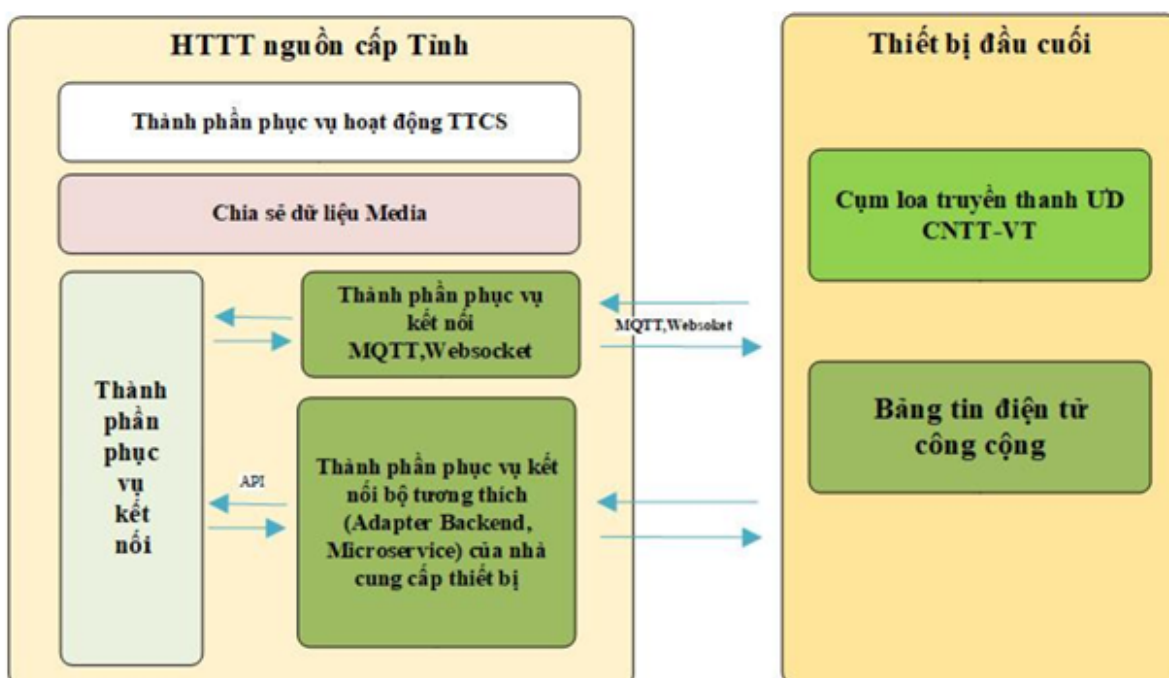 HTTT nguồn cấp Tỉnh
Thành phần phục vụ hoạt động TTCS
Chia sẻ dữ liệu Media
Thành
phần
phục
vụ
kết
nối
Thành phần phục vụ
kết nối
MQTT,Websocket
API
Thành phần phục vụ kết
nối bộ tương thích
(Adapter Backend,
Microservice) của nhà
cung cấp thiết bị
MQTT,Websoket
Thiết bị đầu cuối
Cụm loa truyền thanh ƯD
CNTT-VT
Bảng tin điện tử
công cộng